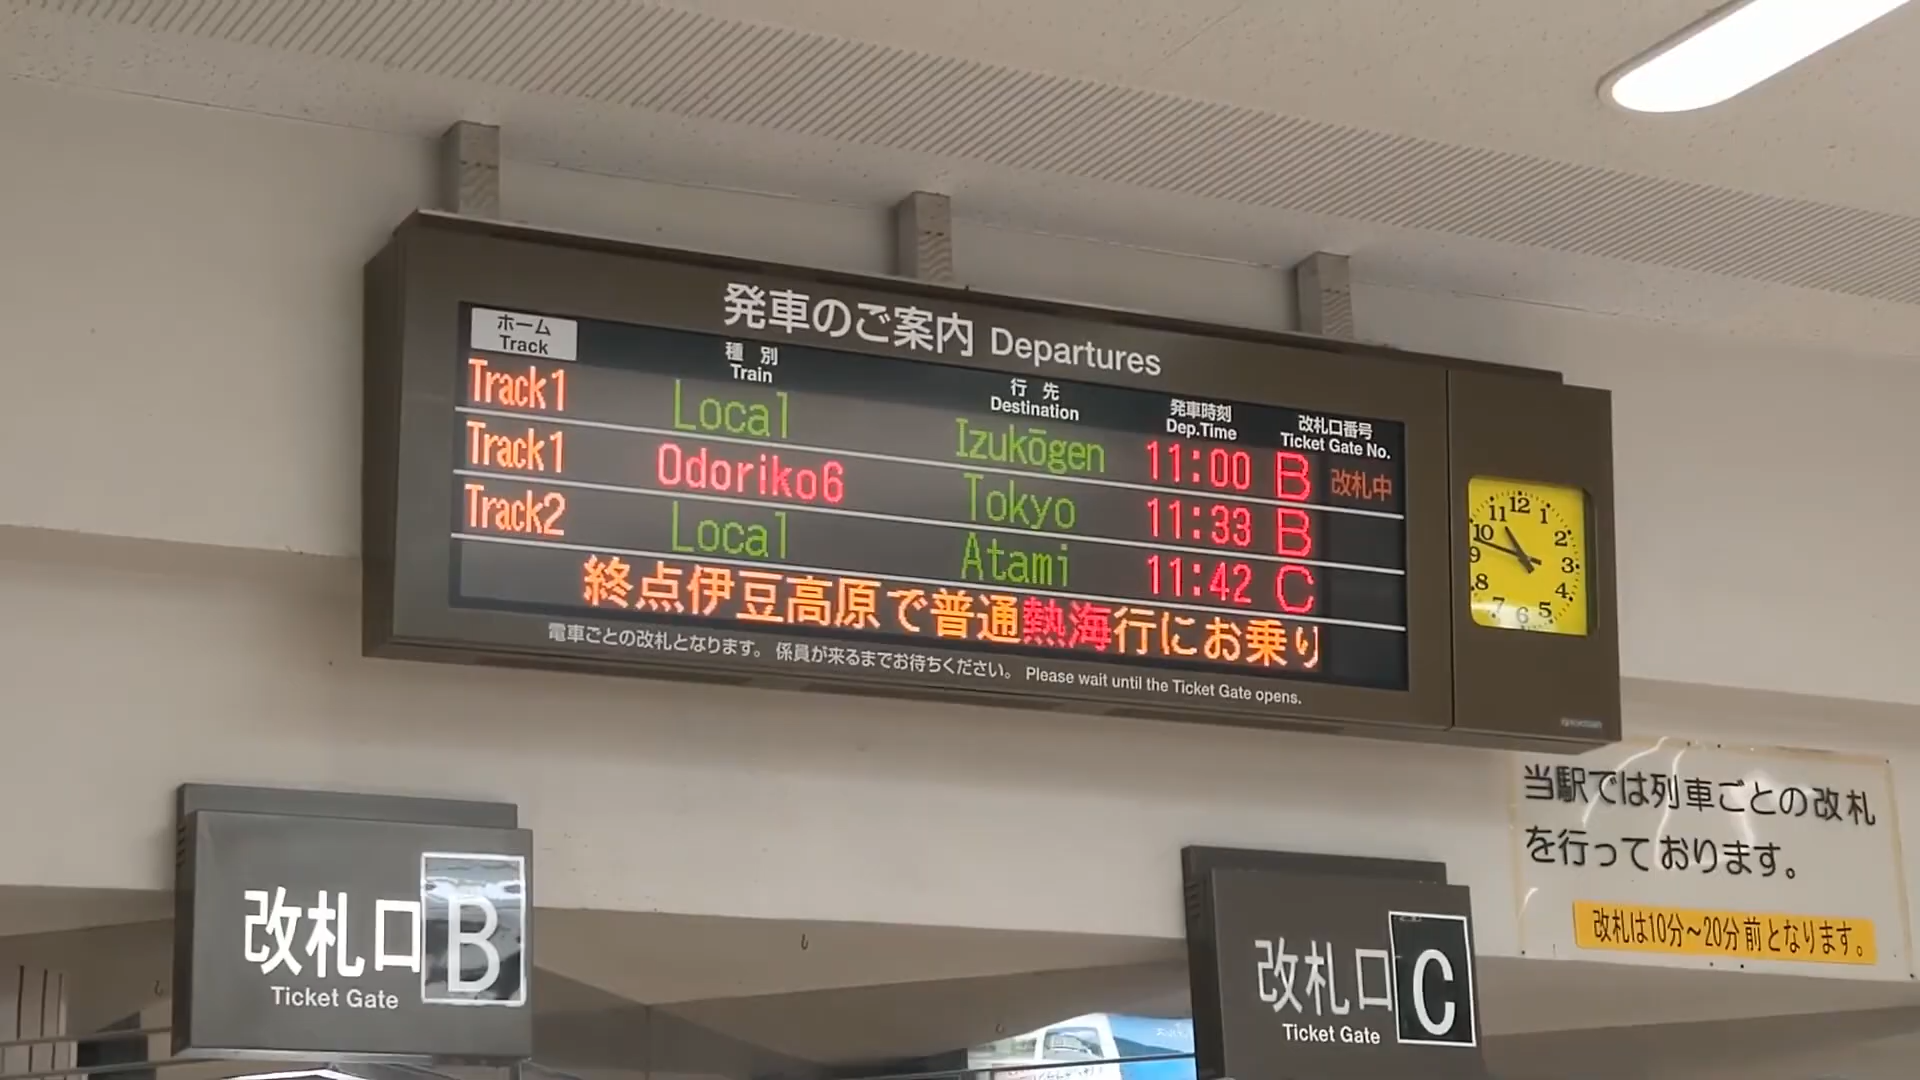 発車のご案内 Departures
ホーム 種別 行先 発車時刻 改札口番号
Track Train Destination Dep.Time Ticket Gate No.
Track1 Local Izukōgen 11:00 B 改札中
Track1 Odoriko6 Tokyo 11:33 B
Track2 Local Atami 11:42 C
終点伊豆高原で普通熱海行にお乗り
電車ごとの改札となります。 係員が来るまでお待ちください。 Please wait until the Ticket Gate opens.
12 1 2 3 4 5 6 7 8 9 10 11
当駅では列車ごとの改札
を行っております。
改札は10分～20分前となります。
改札口 B
Ticket Gate
改札口 C
Ticket Gate